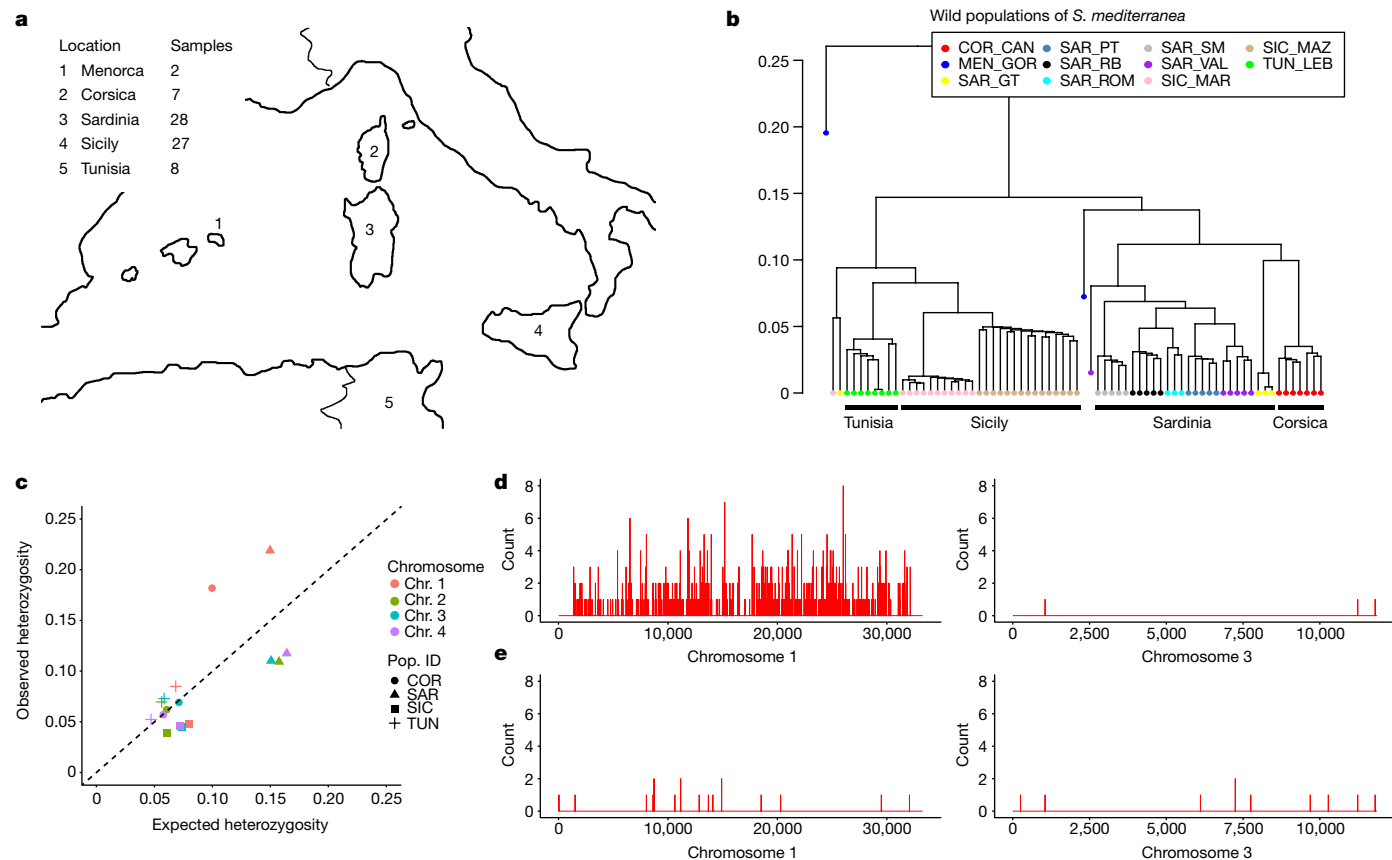 a
Location Samples
1 Menorca 2
2 Corsica 7
3 Sardinia 28
4 Sicily 27
5 Tunisia 8
1
2
3
4
5
b
Wild populations of S. mediterranea
COR_CAN SAR_PT SAR_SM SIC_MAZ
MEN_GOR SAR_RB SAR_VAL TUN_LEB
SAR_GT SAR_ROM SIC_MAR
0.25
0.20
0.15
0.10
0.05
0
Tunisia Sicily Sardinia Corsica
c
Observed heterozygosity
0.25
0.20
0.15
0.10
0.05
0
0 0.05 0.10 0.15 0.20 0.25
Expected heterozygosity
Chromosome
Chr. 1
Chr. 2
Chr. 3
Chr. 4
Pop. ID
COR
SAR
SIC
TUN
d
Count
8
6
4
2
0
0 10,000 20,000 30,000
Chromosome 1
Count
8
6
4
2
0
0 2,500 5,000 7,500 10,000
Chromosome 3
e
Count
8
6
4
2
0
0 10,000 20,000 30,000
Chromosome 1
Count
8
6
4
2
0
0 2,500 5,000 7,500 10,000
Chromosome 3